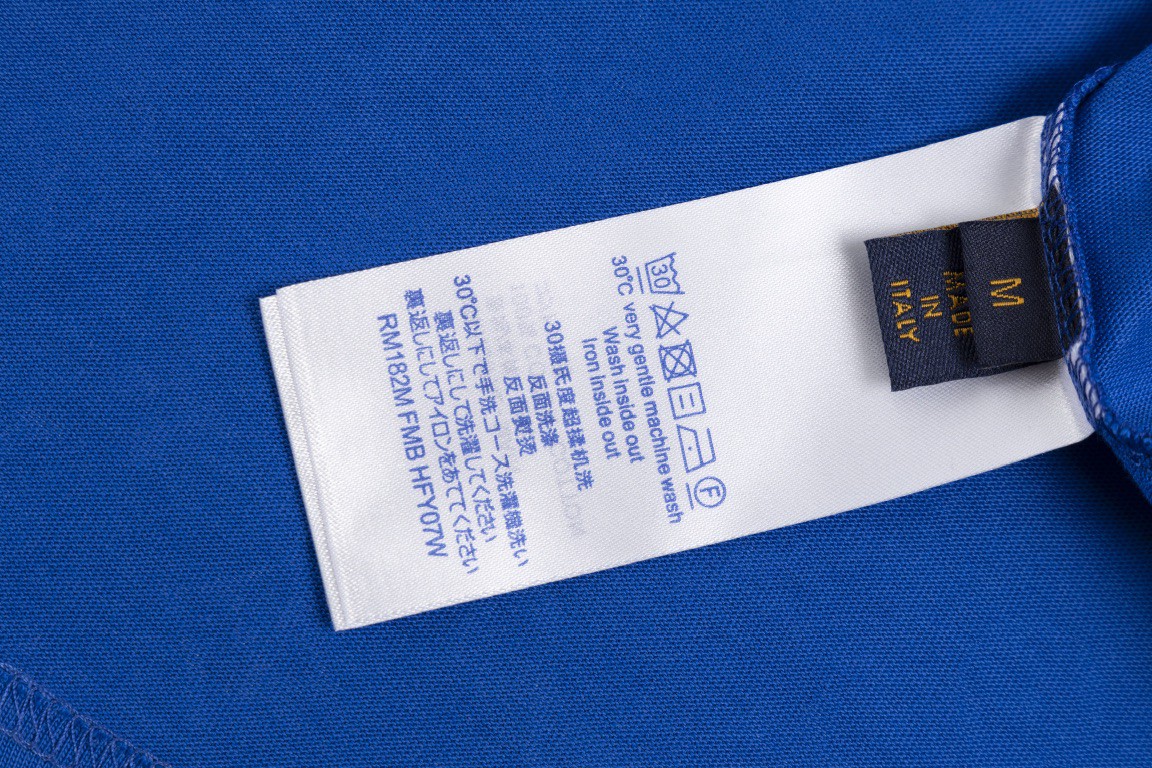 30
F
30°C very gentle machine wash
Wash inside out
Iron inside out
30摄氏度超揉机洗
反面洗涤
反面熨烫
30℃以下で手洗コース洗濯機洗い
裏返しにして洗濯してください
裏返しにしてアイロンをあててください
RM182M FMB HFY07W
M
MADE
IN
ITALY